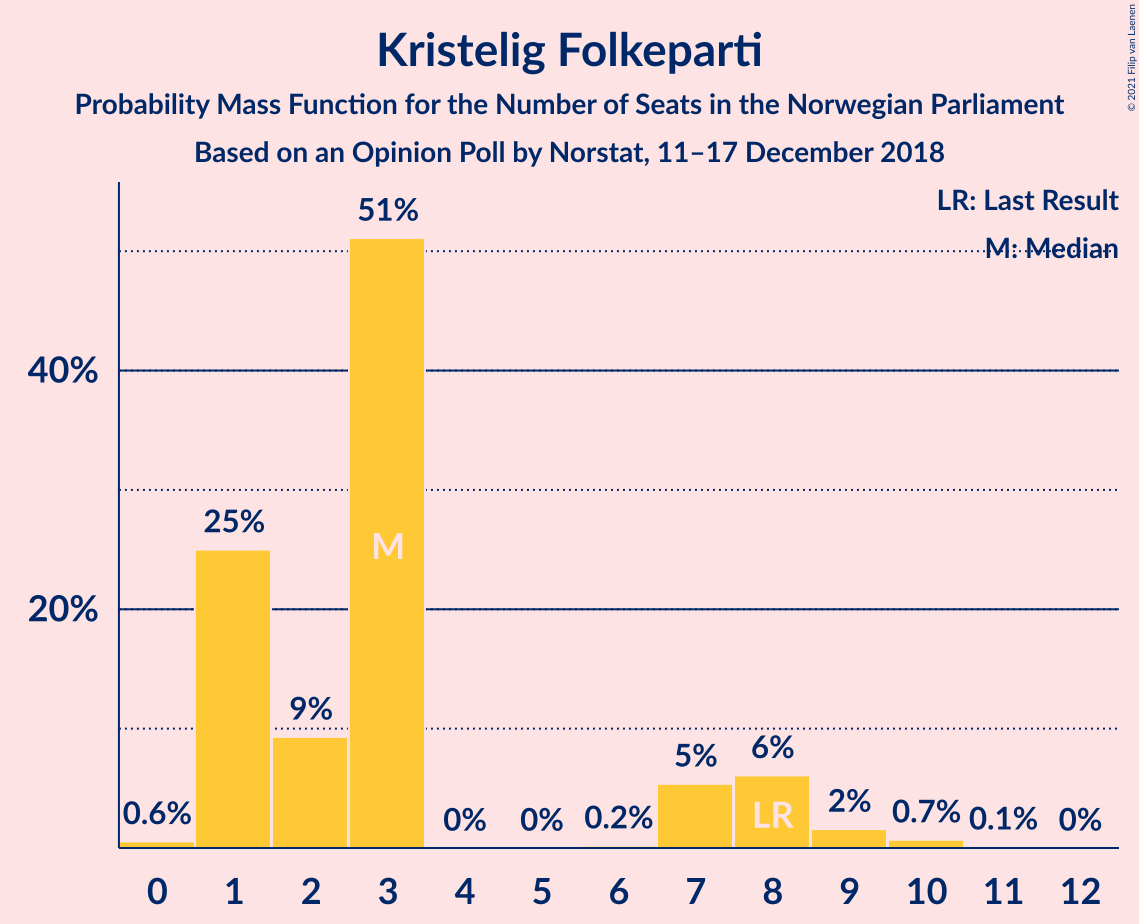 Kristelig Folkeparti
Probability Mass Function for the Number of Seats in the Norwegian Parliament
Based on an Opinion Poll by Norstat, 11–17 December 2018
© 2021 Filip van Laenen
LR: Last Result
M: Median
51%
40%
25%
M
20%
9%
0.6%
0%
0%
0.2%
5%
6%
LR
2%
0.7%
0.1%
0%
0 1 2 3 4 5 6 7 8 9 10 11 12